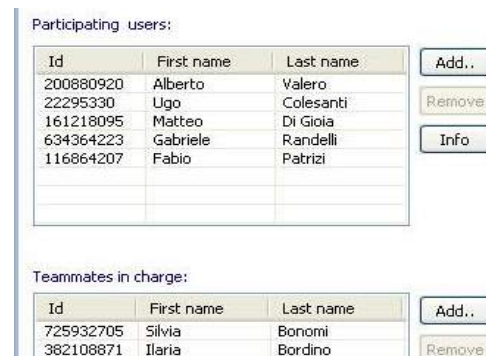 Participating users:
Id First name Last name Add..
200880920 Alberto Valero
22295330 Ugo Colesanti Remove
161218095 Matteo Di Gioia
634364223 Gabriele Randelli Info
116864207 Fabio Patrizi
Teammates in charge:
Id First name Last name Add..
725932705 Silvia Bonomi
382108871 Ilaria Bordino Remove